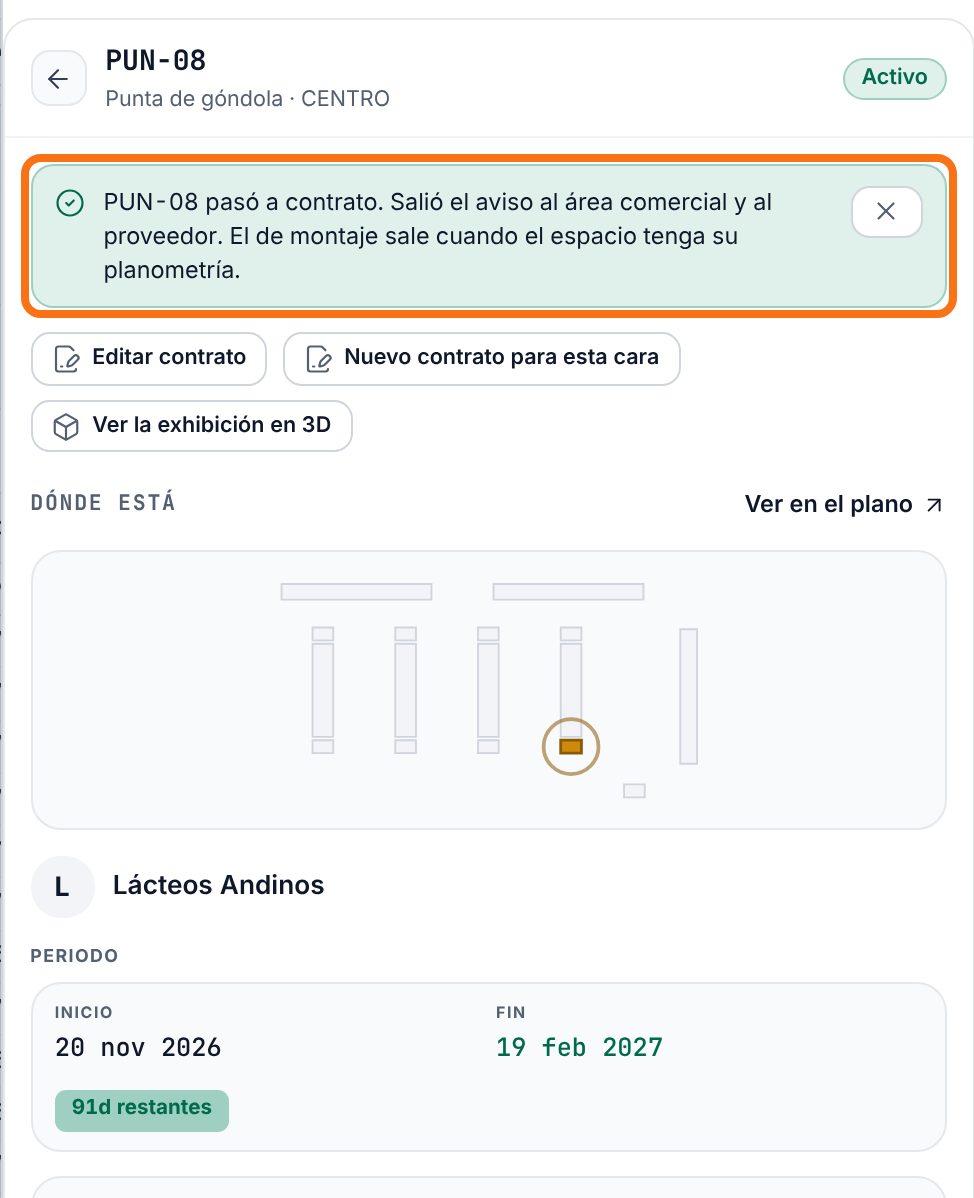 PUN-08
Punta de góndola · CENTRO
Activo
PUN-08 pasó a contrato. Salió el aviso al área comercial y al
proveedor. El de montaje sale cuando el espacio tenga su
planometría.
Editar contrato
Nuevo contrato para esta cara
Ver la exhibición en 3D
DÓNDE ESTÁ
Ver en el plano
L
Lácteos Andinos
PERIODO
INICIO
FIN
20 nov 2026
19 feb 2027
91d restantes